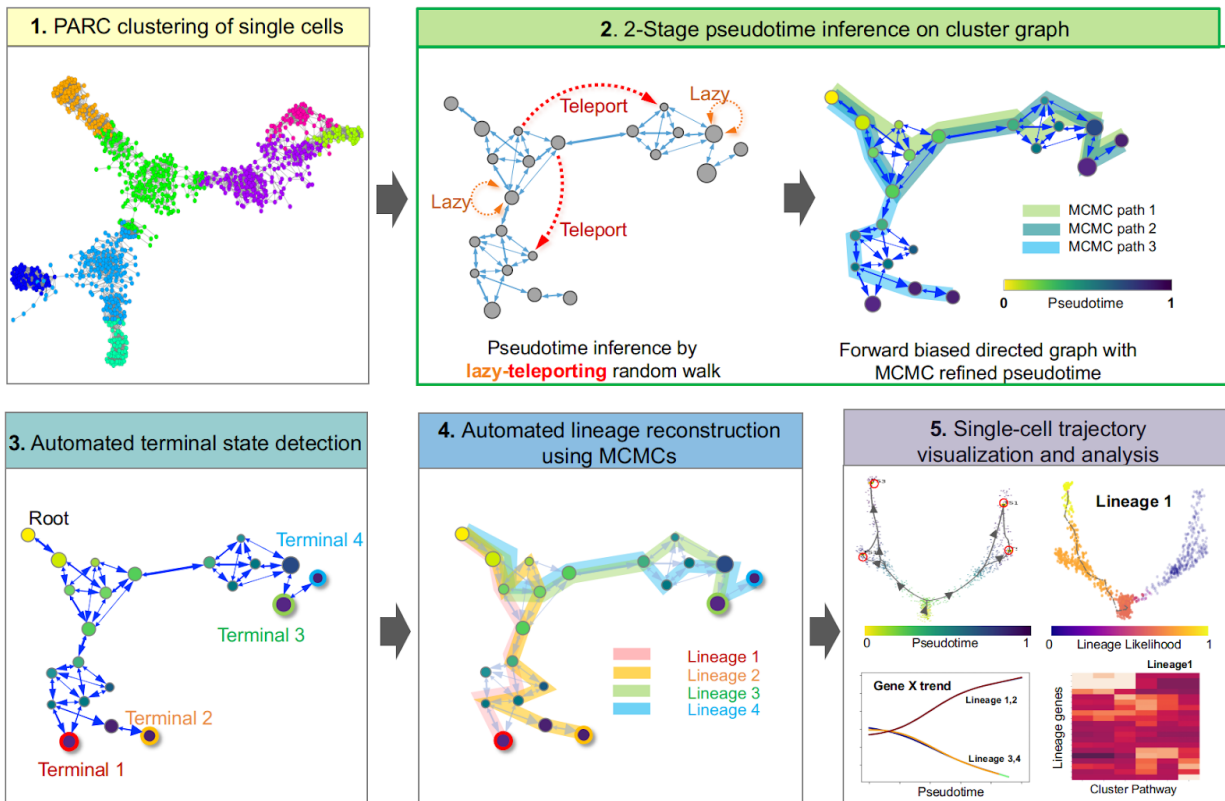 1. PARC clustering of single cells
2. 2-Stage pseudotime inference on cluster graph
Teleport
Lazy
Lazy
Teleport
MCMC path 1
MCMC path 2
MCMC path 3
0
Pseudotime
1
Pseudotime inference by
lazy-teleporting random walk
Forward biased directed graph with
MCMC refined pseudotime
3. Automated terminal state detection
Root
Terminal 4
Terminal 3
Terminal 2
Terminal 1
4. Automated lineage reconstruction
using MCMCs
Lineage 1
Lineage 2
Lineage 3
Lineage 4
5. Single-cell trajectory
visualization and analysis
Lineage 1
0
Pseudotime
1
0
Lineage Likelihood
1
Gene X trend
Lineage 1,2
Lineage 3,4
Pseudotime
Lineage1
Lineage genes
Cluster Pathway